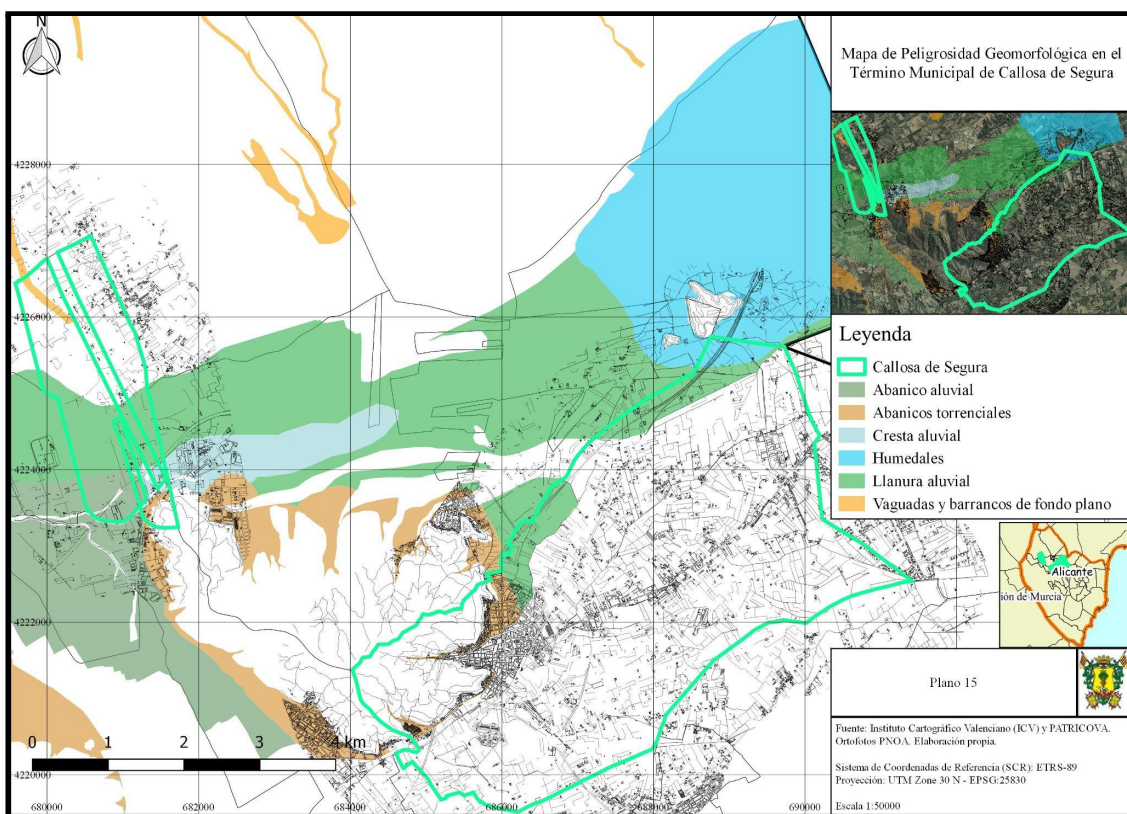 N
4228000
4226000
4224000
4222000
4220000
0 1 2 3 4 km
680000 682000 684000 686000 688000 690000
Mapa de Peligrosidad Geomorfológica en el
Término Municipal de Callosa de Segura
Leyenda
Callosa de Segura
Abanico aluvial
Abanicos torrenciales
Cresta aluvial
Humedales
Llanura aluvial
Vaguadas y barrancos de fondo plano
Alicante
ión de Murcia
Plano 15
Fuente: Instituto Cartográfico Valenciano (ICV) y PATRICOVA.
Ortofotos PNOA. Elaboración propia.
Sistema de Coordenadas de Referencia (SCR): ETRS-89
Proyección: UTM Zone 30 N - EPSG:25830
Escala 1:50000